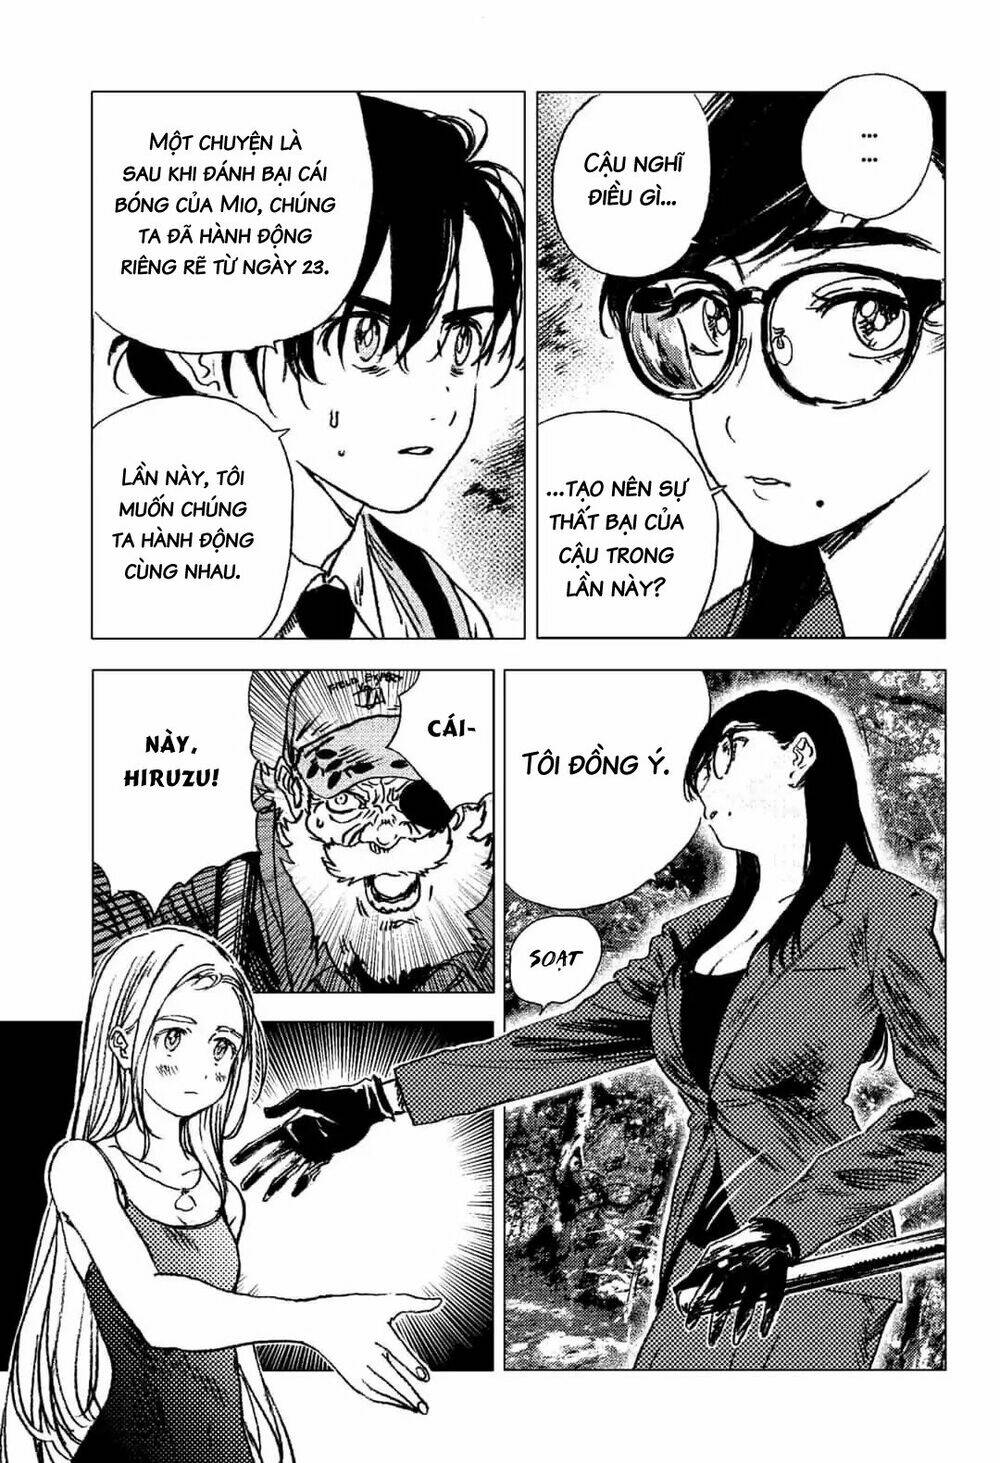 ...
...
CẬU NGHĨ
ĐIỀU GÌ...
...TẠO NÊN SỰ
THẤT BẠI CỦA
CẬU TRONG
LẦN NÀY?
MỘT CHUYỆN LÀ
SAU KHI ĐÁNH BẠI CÁI
BÓNG CỦA MIO, CHÚNG
TA ĐÃ HÀNH ĐỘNG
RIÊNG RẼ TỪ NGÀY 23.
LẦN NÀY, TÔI
MUỐN CHÚNG
TA HÀNH ĐỘNG
CÙNG NHAU.
TÔI ĐỒNG Ý.
SOẠT
CÁI-
NÀY,
HIRUZU!